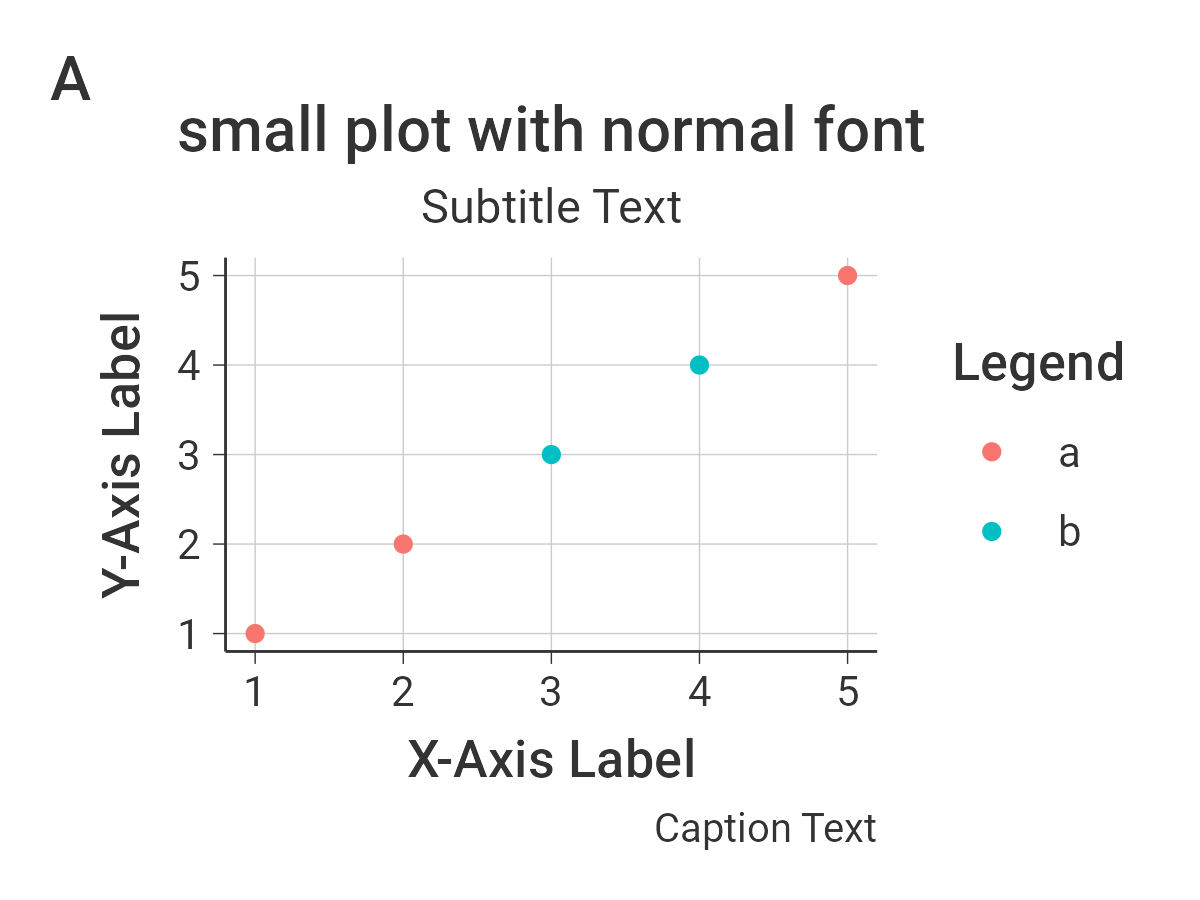 A
small plot with normal font
Subtitle Text
5
4
3
2
1
Y-Axis Label
1 2 3 4 5
X-Axis Label
Legend
a
b
Caption Text